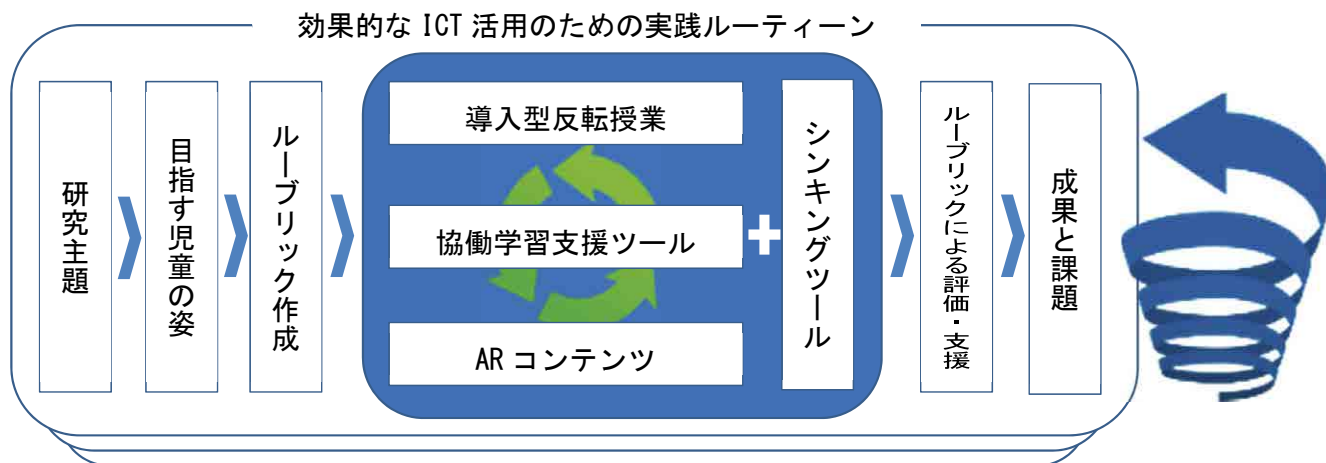 効果的な ICT 活用のための実践ルーティーン
研究主題
目指す児童の姿
ルーブリック作成
導入型反転授業
協働学習支援ツール
AR コンテンツ
シンキングツール
ルーブリックによる評価・支援
成果と課題